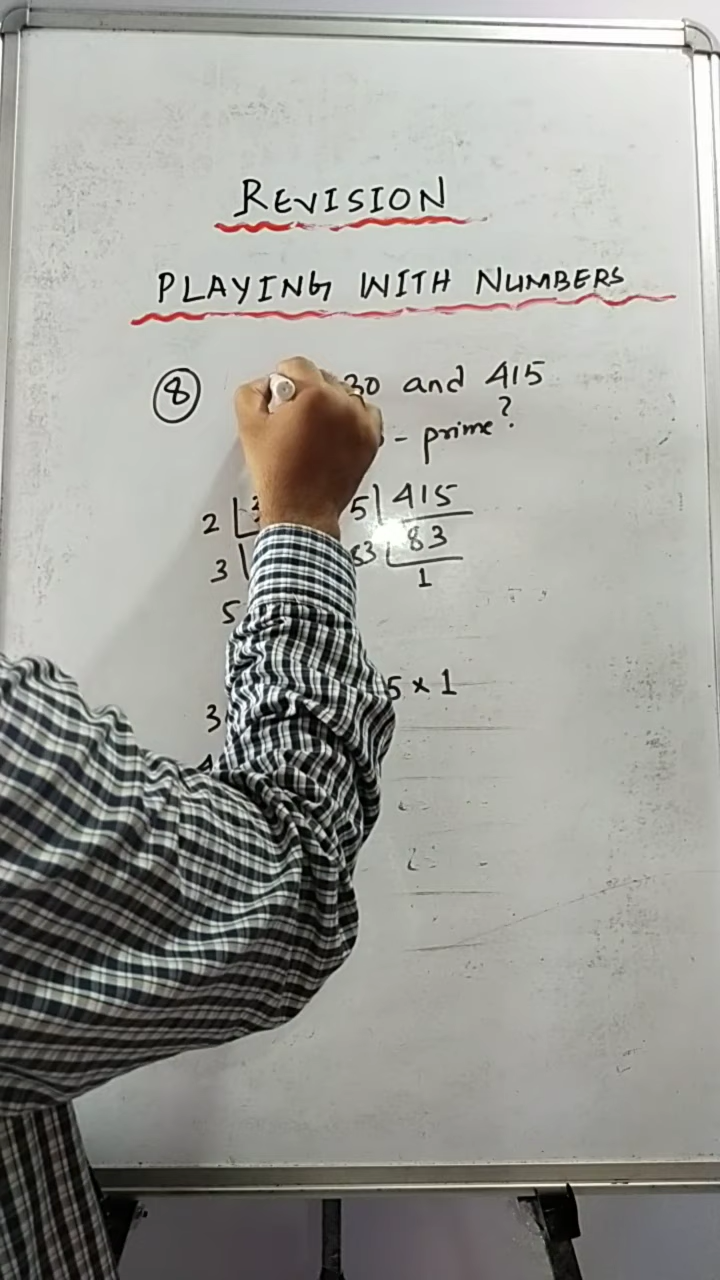 REVISION
PLAYING WITH NUMBERS
8 30 and 415
- prime?
2 3 5 415
3 83 83
5 1
3 5 × 1